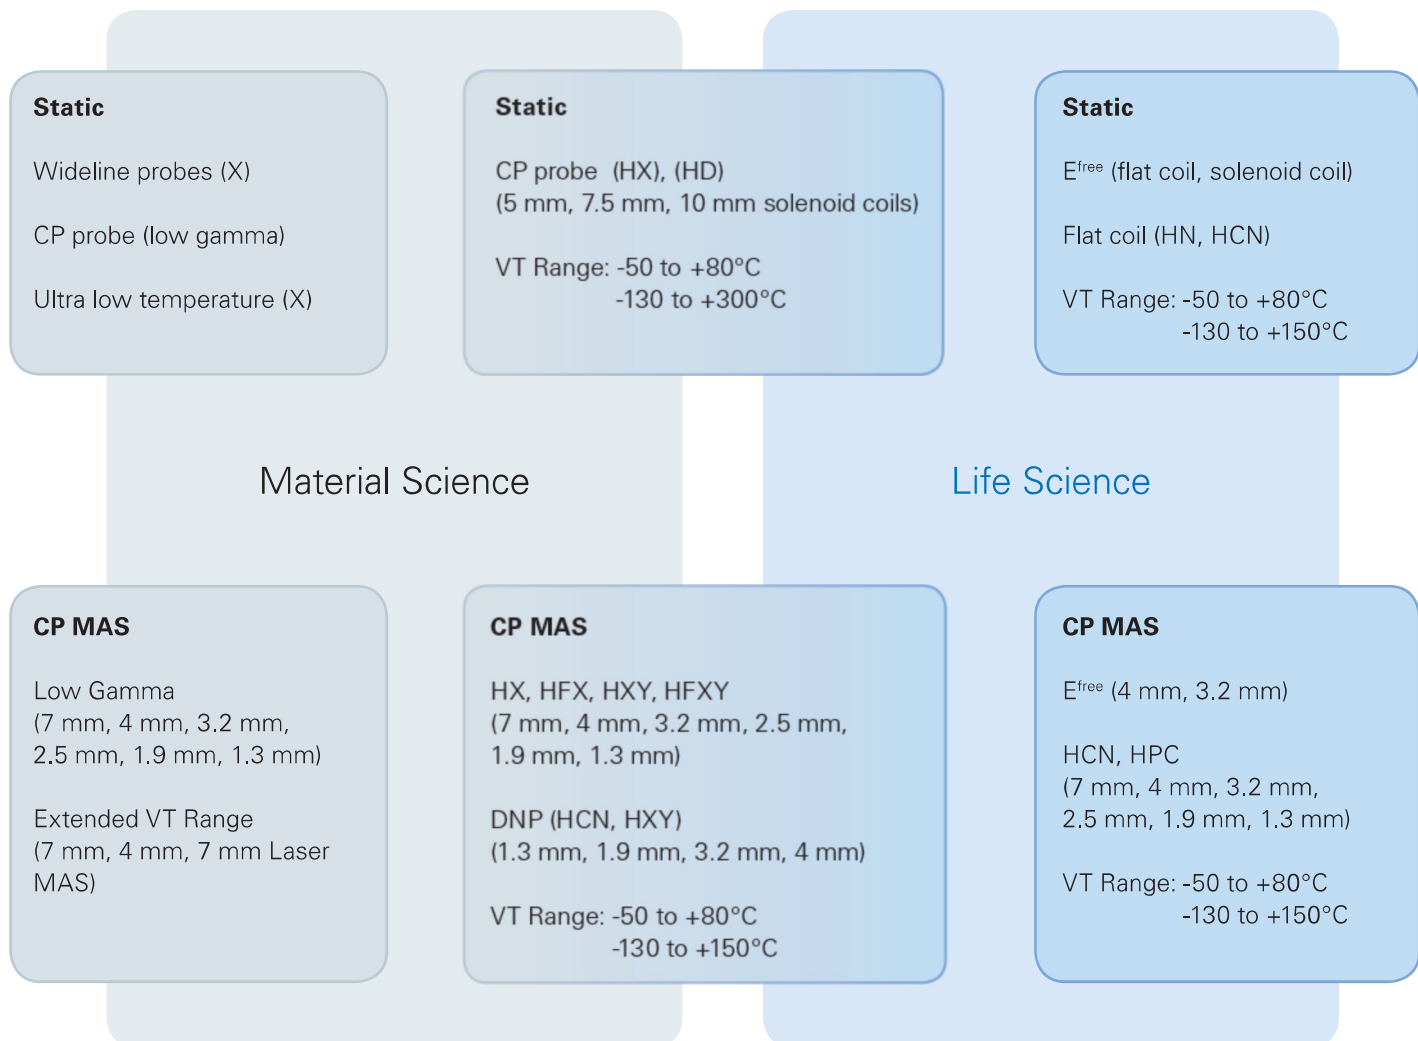 Static
Wideline probes (X)
CP probe (low gamma)
Ultra low temperature (X)
Static
CP probe (HX), (HD)
(5 mm, 7.5 mm, 10 mm solenoid coils)
VT Range: -50 to +80°C
-130 to +300°C
Static
Efree (flat coil, solenoid coil)
Flat coil (HN, HCN)
VT Range: -50 to +80°C
-130 to +150°C
Material Science
Life Science
CP MAS
Low Gamma
(7 mm, 4 mm, 3.2 mm,
2.5 mm, 1.9 mm, 1.3 mm)
Extended VT Range
(7 mm, 4 mm, 7 mm Laser
MAS)
CP MAS
HX, HFX, HXY, HFXY
(7 mm, 4 mm, 3.2 mm, 2.5 mm,
1.9 mm, 1.3 mm)
DNP (HCN, HXY)
(1.3 mm, 1.9 mm, 3.2 mm, 4 mm)
VT Range: -50 to +80°C
-130 to +150°C
CP MAS
Efree (4 mm, 3.2 mm)
HCN, HPC
(7 mm, 4 mm, 3.2 mm,
2.5 mm, 1.9 mm, 1.3 mm)
VT Range: -50 to +80°C
-130 to +150°C